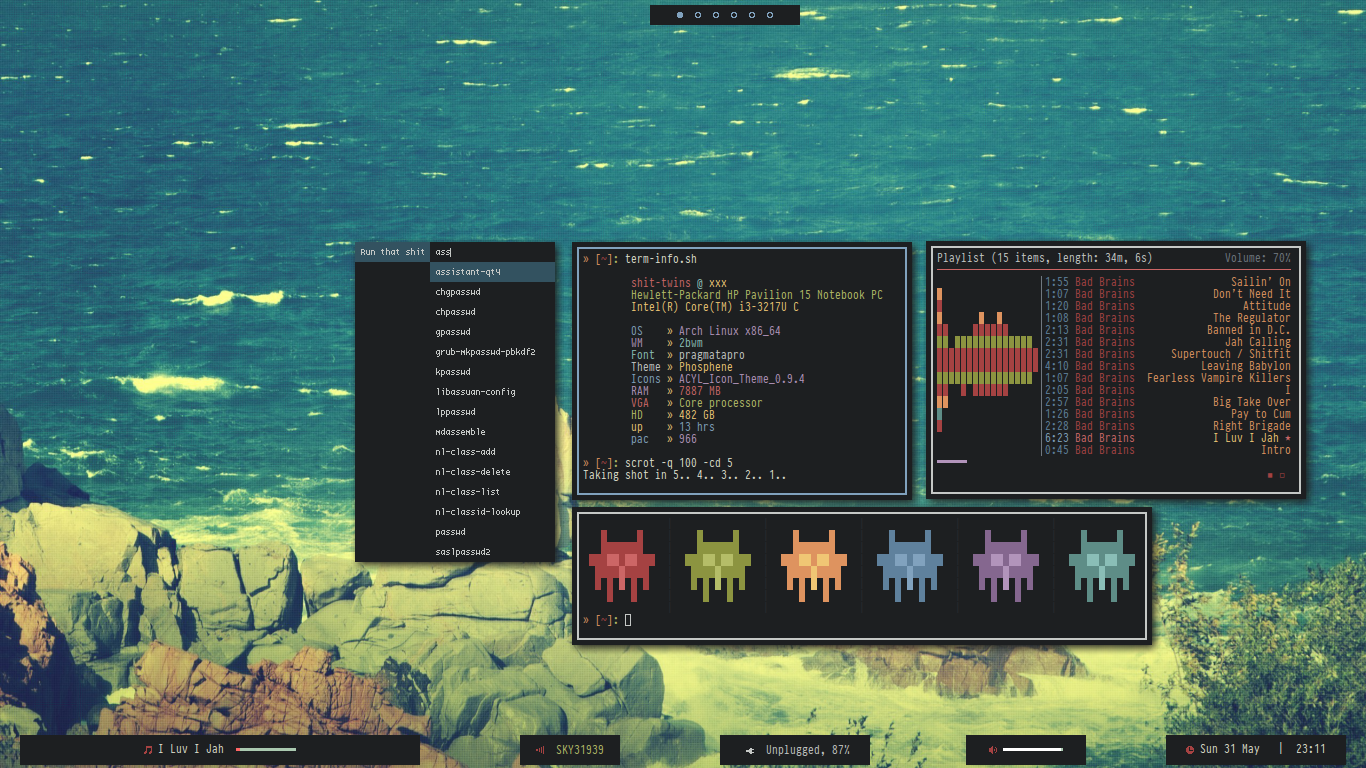 Run that shit ass
assistant-qt4
chgpasswd
chpasswd
gpasswd
grub-mkpasswd-pbkdf2
kpasswd
libassuan-config
lppasswd
mdassemble
nl-class-add
nl-class-delete
nl-class-list
nl-classid-lookup
passwd
saslpasswd2
» [~]: term-info.sh
shit-twins @ xxx
Hewlett-Packard HP Pavilion 15 Notebook PC
Intel(R) Core(TM) i3-3217U C
OS » Arch Linux x86_64
WM » 2bwm
Font » pragmatapro
Theme » Phosphene
Icons » ACYL_Icon_Theme_0.9.4
RAM » 7887 MB
VGA » Core processor
HD » 482 GB
up » 13 hrs
pac » 966
» [~]: scrot -q 100 -cd 5
Taking shot in 5.. 4.. 3.. 2.. 1..
Playlist (15 items, length: 34m, 6s) Volume: 70%
1:55 Bad Brains Sailin' On
1:07 Bad Brains Don't Need It
1:20 Bad Brains Attitude
1:08 Bad Brains The Regulator
2:13 Bad Brains Banned in D.C.
2:31 Bad Brains Jah Calling
2:31 Bad Brains Supertouch / Shitfit
4:10 Bad Brains Leaving Babylon
1:07 Bad Brains Fearless Vampire Killers
2:05 Bad Brains I
2:57 Bad Brains Big Take Over
1:26 Bad Brains Pay to Cum
2:28 Bad Brains Right Brigade
6:23 Bad Brains I Luv I Jah *
0:45 Bad Brains Intro
» [~]:
I Luv I Jah
SKY31939
Unplugged, 87%
Sun 31 May | 23:11